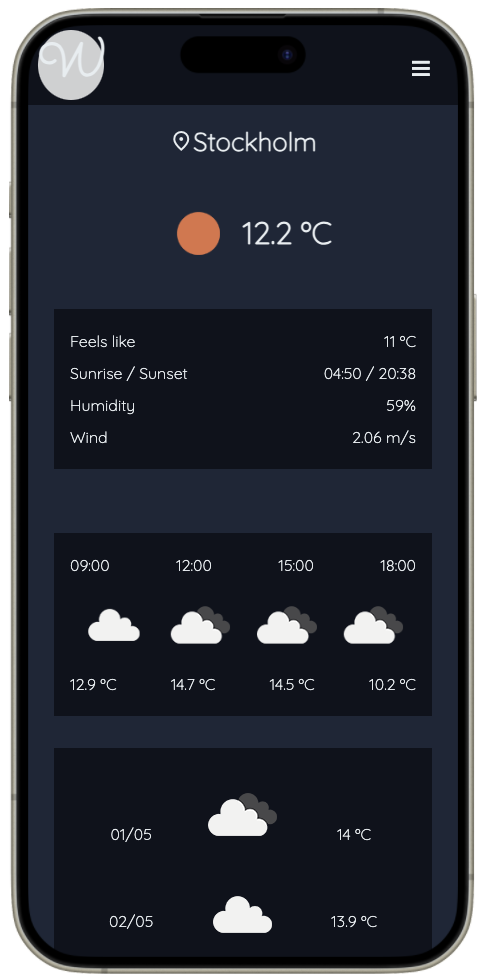 W
Stockholm
12.2 °C
Feels like 11 °C
Sunrise / Sunset 04:50 / 20:38
Humidity 59%
Wind 2.06 m/s
09:00 12:00 15:00 18:00
12.9 °C 14.7 °C 14.5 °C 10.2 °C
01/05 14 °C
02/05 13.9 °C